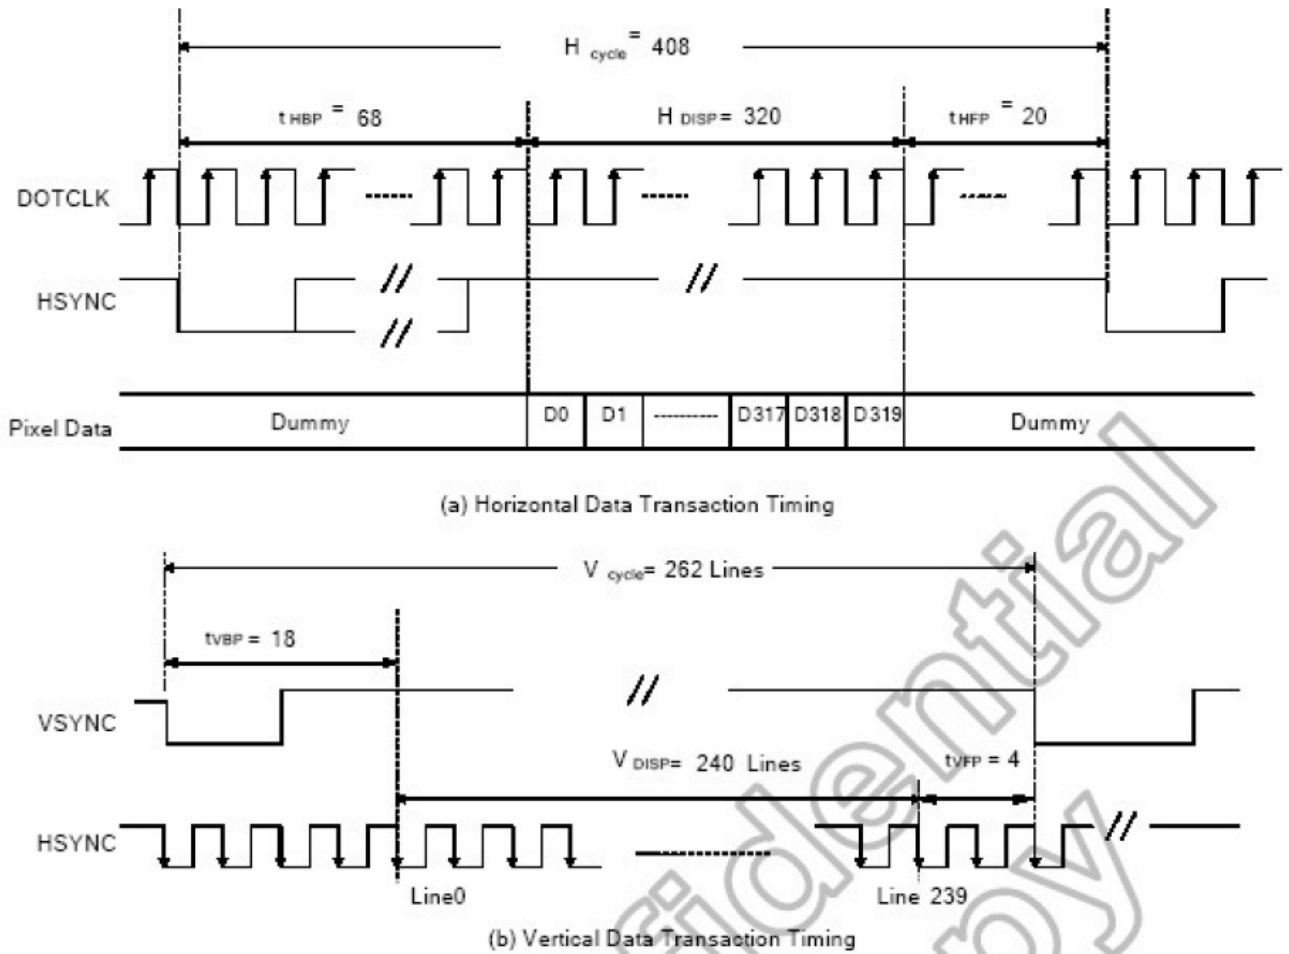 H cycle = 408
t HBP = 68
H DISP = 320
tHFP = 20
DOTCLK
HSYNC
Pixel Data
Dummy
D0
D1
D317
D318
D319
Dummy
(a) Horizontal Data Transaction Timing
V cycle= 262 Lines
tVBP = 18
VSYNC
V DISP= 240 Lines
tVFP = 4
HSYNC
Line0
Line 239
(b) Vertical Data Transaction Timing
fidential